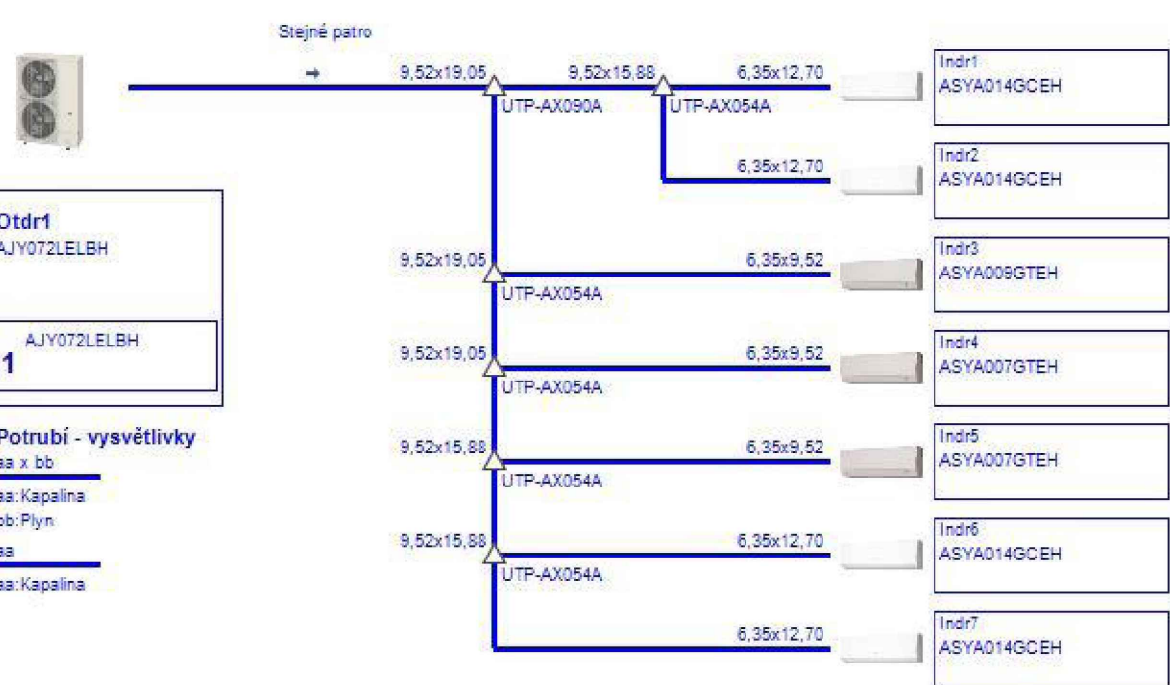 Stejné patro
9,52x19,05
9,52x15,88
6,35x12,70
UTP-AX090A
UTP-AX054A
Indr1
ASYA014GCEH
6,35x12,70
Indr2
ASYA014GCEH
Otdr1
AJY072LELBH
AJY072LELBH
1
9,52x19,05
6,35x9,52
UTP-AX054A
Indr3
ASYA009GTEH
9,52x19,05
6,35x9,52
UTP-AX054A
Indr4
ASYA007GTEH
Potrubí - vysvětlivky
aa x bb
aa:Kapalina
bb:Plyn
aa
aa:Kapalina
9,52x15,88
6,35x9,52
UTP-AX054A
Indr5
ASYA007GTEH
9,52x15,88
6,35x12,70
UTP-AX054A
Indr6
ASYA014GCEH
6,35x12,70
Indr7
ASYA014GCEH